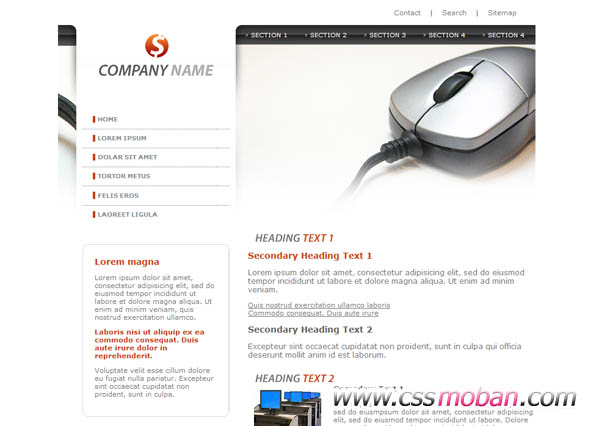 Contact | Search | Sitemap
SECTION 1 SECTION 2 SECTION 3 SECTION 4 SECTION 4
S
COMPANY NAME
HOME
LOREM IPSUM
DOLAR SIT AMET
TORTOR METUS
FELIS EROS
LAOREET LIGULA
Lorem magna
Lorem ipsum dolor sit amet,
consectetur adipisicing elit, sed
do eiusmod tempor incididunt ut
labore et dolore magna aliqua. Ut
enim ad minim veniam, quis
nostrud exercitation ullamco.
Laboris nisi ut aliquip ex ea
commodo consequat. Duis
aute irure dolor in
reprehenderit.
Voluptate velit esse cillum dolore
eu fugiat nulla pariatur. Excepteur
sint occaecat cupidatat non
proident, sunt in culpa.
HEADING TEXT 1
Secondary Heading Text 1
Lorem ipsum dolor sit amet, consectetur adipisicing elit, sed do eiusmod
tempor incididunt ut labore et dolore magna aliqua. Ut enim ad minim
veniam.
Quis nostrud exercitation ullamco laboris
Commodo consequat. Duis aute irure
Secondary Heading Text 2
Excepteur sint occaecat cupidatat non proident, sunt in culpa qui officia
deserunt mollit anim id est laborum.
HEADING TEXT 2
www.cssmoban.com
sed do eiusmpsum dolor sit amet, con sed do eiusmod